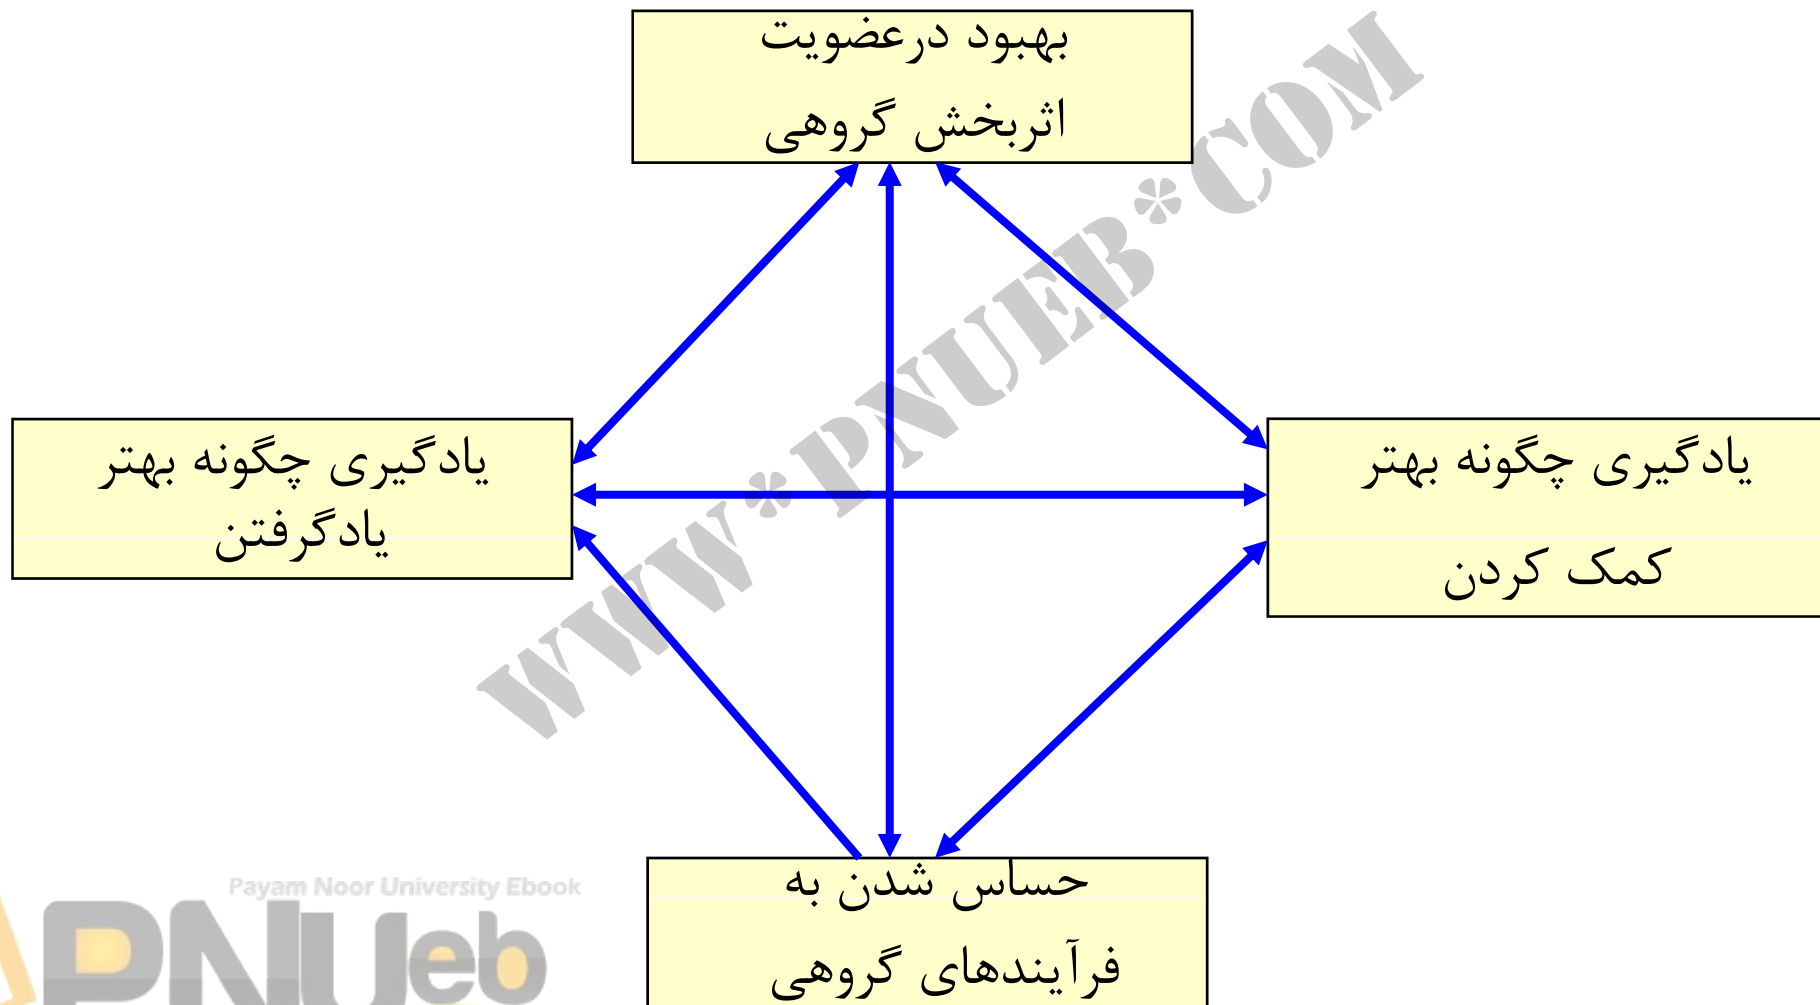 بهبود درعضویت
اثربخش گروهی
یادگیری چگونه بهتر
کمک کردن
یادگیری چگونه بهتر
یادگرفتن
حساس شدن به
فرآیندهای گروهی
WWW*PNUEB*COM
Payam Noor University Ebook
PNUeb